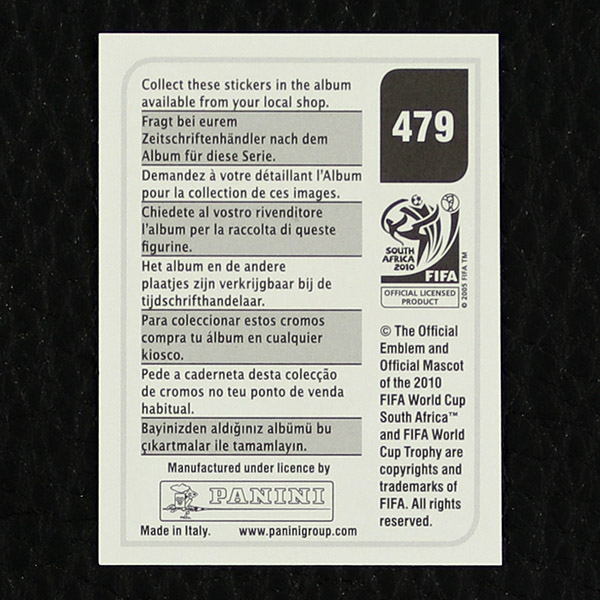 Collect these stickers in the album
available from your local shop.
Fragt bei eurem
Zeitschriftenhändler nach dem
Album für diese Serie.
Demandez à votre détaillant l'Album
pour la collection de ces images.
Chiedete al vostro rivenditore
l'album per la raccolta di queste
figurine.
Het album en de andere
plaatjes zijn verkrijgbaar bij de
tijdschrifthandelaar.
Para coleccionar estos cromos
compra tu álbum en cualquier
kiosco.
Pede a caderneta desta colecção
de cromos no teu ponto de venda
habitual.
Bayinizden aldığınız albümü bu
çıkartmalar ile tamamlayın.
Manufactured under licence by
PANINI
Made in Italy. www.paninigroup.com
479
SOUTH
AFRICA
2010
FIFA
OFFICIAL LICENSED
PRODUCT
© 2005 FIFA TM
© The Official
Emblem and
Official Mascot
of the 2010
FIFA World Cup
South Africa™
and FIFA World
Cup Trophy are
copyrights and
trademarks of
FIFA. All rights
reserved.